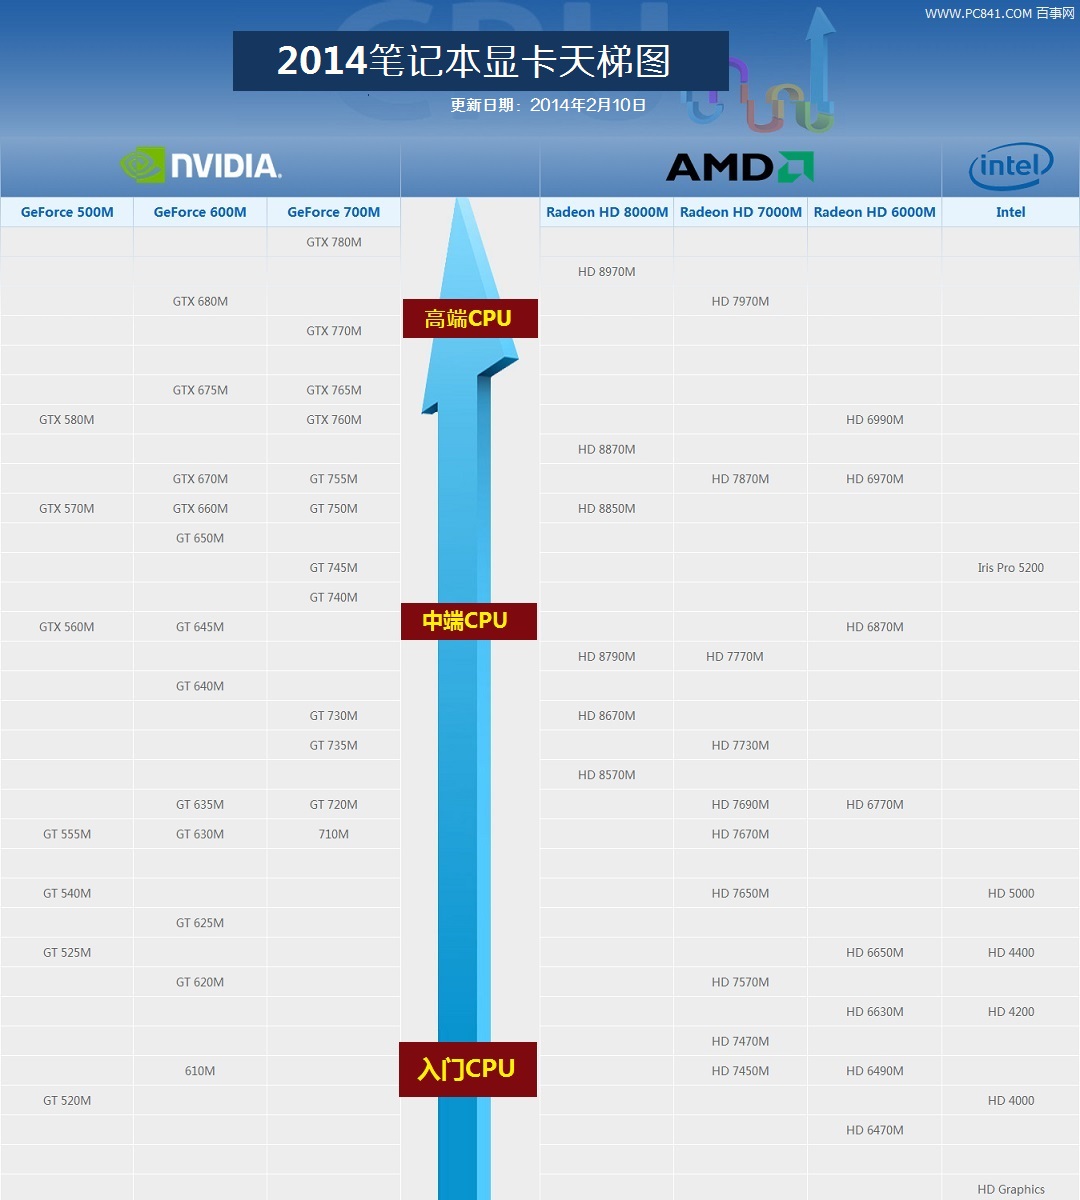 WWW.PC841.COM 百事网
CPU
2014笔记本显卡天梯图
更新日期：2014年2月10日
NVIDIA. AMD intel
GeForce 500M GeForce 600M GeForce 700M Radeon HD 8000M Radeon HD 7000M Radeon HD 6000M Intel
GTX 780M
HD 8970M
GTX 680M HD 7970M
高端CPU
GTX 770M
GTX 675M GTX 765M
GTX 580M GTX 760M HD 6990M
HD 8870M
GTX 670M GT 755M HD 7870M HD 6970M
GTX 570M GTX 660M GT 750M HD 8850M
GT 650M
GT 745M Iris Pro 5200
GT 740M
中端CPU
GTX 560M GT 645M HD 6870M
HD 8790M HD 7770M
GT 640M
GT 730M HD 8670M
GT 735M HD 7730M
HD 8570M
GT 635M GT 720M HD 7690M HD 6770M
GT 555M GT 630M 710M HD 7670M
GT 540M HD 7650M HD 5000
GT 625M
GT 525M HD 6650M HD 4400
GT 620M HD 7570M
HD 6630M HD 4200
HD 7470M
入门CPU
610M HD 7450M HD 6490M
GT 520M HD 4000
HD 6470M
HD Graphics